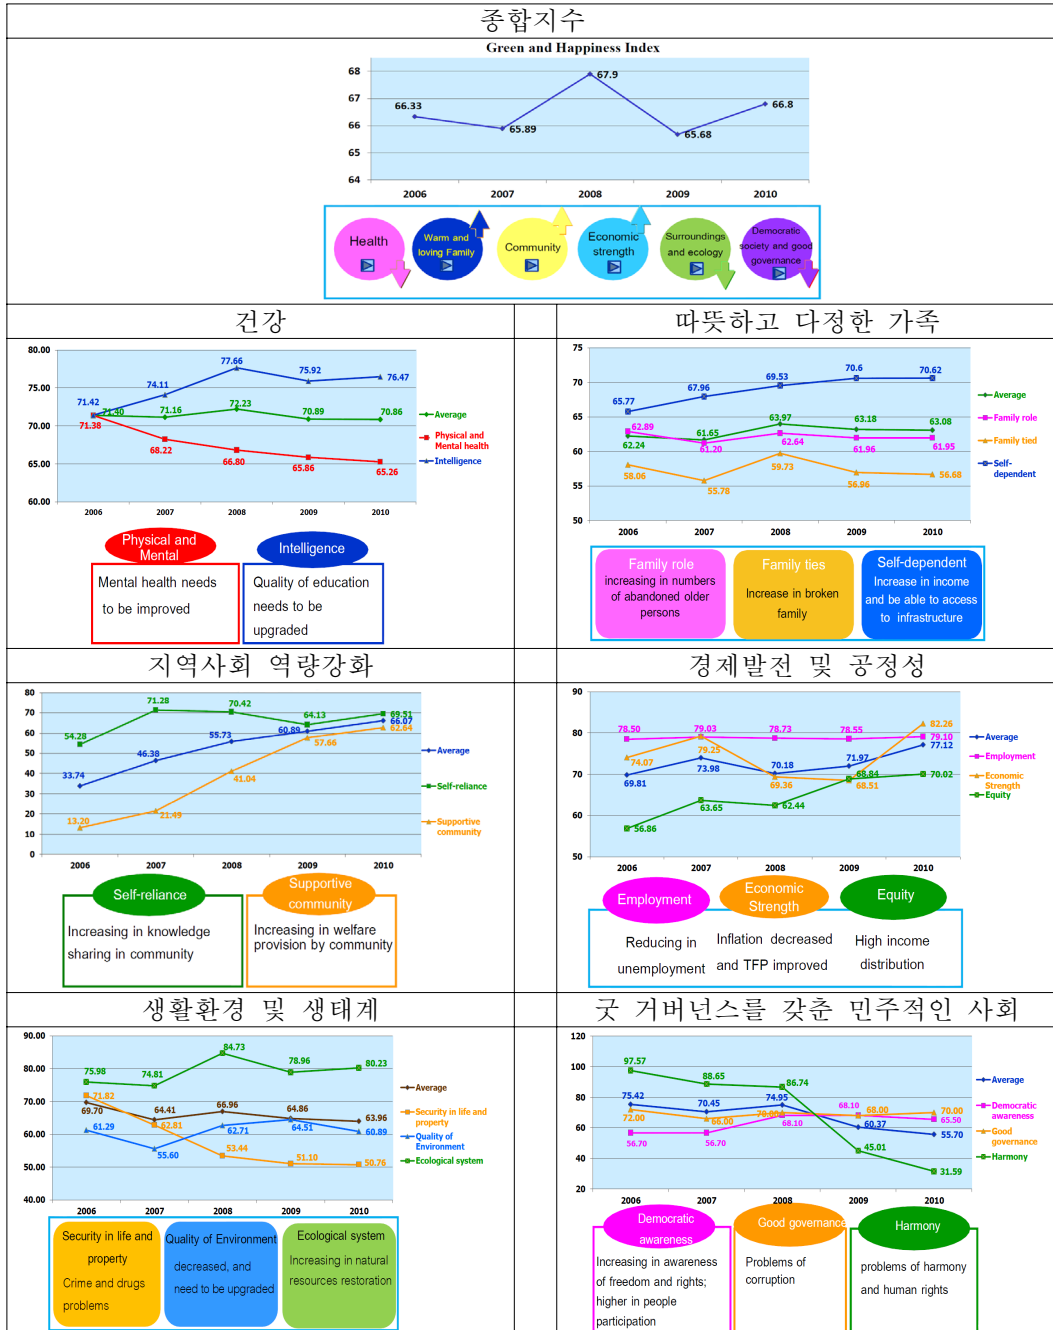 종합지수
Green and Happiness Index
68
67
66
65
64
66.33
65.89
67.9
65.68
66.8
2006 2007 2008 2009 2010
Health
Warm and
loving Family
Community
Economic
strength
Surroundings
and ecology
Democratic
society and good
governance
건강
80.00
75.00
70.00
65.00
60.00
71.42
74.11
77.66
75.92
76.47
71.40
71.16
72.23
70.89
70.86
71.38
68.22
66.80
65.86
65.26
2006 2007 2008 2009 2010
Average
Physical and
Mental health
Intelligence
Physical and
Mental
Mental health needs
to be improved
Intelligence
Quality of education
needs to be
upgraded
따뜻하고 다정한 가족
75
70
65
60
55
50
65.77
67.96
69.53
70.6
70.62
62.89
61.65
63.97
63.18
63.08
62.24
61.20
62.64
61.96
61.95
58.06
55.78
59.73
56.96
56.68
2006 2007 2008 2009 2010
Average
Family role
Family tied
Self-
dependent
Family role
increasing in numbers
of abandoned older
persons
Family ties
Increase in broken
family
Self-dependent
Increase in income
and be able to access
to infrastructure
지역사회 역량강화
80
70
60
50
40
30
20
10
0
54.28
71.28
70.42
64.13
69.51
33.74
46.38
55.73
60.89
66.07
13.20
21.49
41.04
57.66
62.64
2006 2007 2008 2009 2010
Average
Self-reliance
Supportive
community
Self-reliance
Increasing in knowledge
sharing in community
Supportive
community
Increasing in welfare
provision by community
경제발전 및 공정성
90
80
70
60
50
78.50
79.03
78.73
78.55
79.10
74.07
79.25
69.36
68.51
82.26
69.81
73.98
70.18
71.97
77.12
56.86
63.65
62.44
68.84
70.02
2006 2007 2008 2009 2010
Average
Employment
Economic
Strength
Equity
Employment
Reducing in
unemployment
Economic
Strength
Inflation decreased
and TFP improved
Equity
High income
distribution
생활환경 및 생태계
90.00
80.00
70.00
60.00
50.00
40.00
75.98
74.81
84.73
78.96
80.23
71.82
62.81
53.44
51.10
50.76
69.70
64.41
66.96
64.86
63.96
61.29
55.60
62.71
64.51
60.89
2006 2007 2008 2009 2010
Average
Security in life and
property
Quality of
Environment
Ecological system
Security in life and
property
Crime and drugs
problems
Quality of Environment
decreased, and
need to be upgraded
Ecological system
Increasing in natural
resources restoration
굿 거버넌스를 갖춘 민주적인 사회
120
100
80
60
40
20
97.57
88.65
86.74
45.01
31.59
75.42
70.45
74.95
60.37
55.70
72.00
66.00
70.00
68.00
70.00
56.70
56.70
68.10
68.10
65.50
2006 2007 2008 2009 2010
Average
Democratic
awareness
Good
governance
Harmony
Democratic
awareness
Increasing in awareness
of freedom and rights;
higher in people
participation
Good governance
Problems of
corruption
Harmony
problems of harmony
and human rights